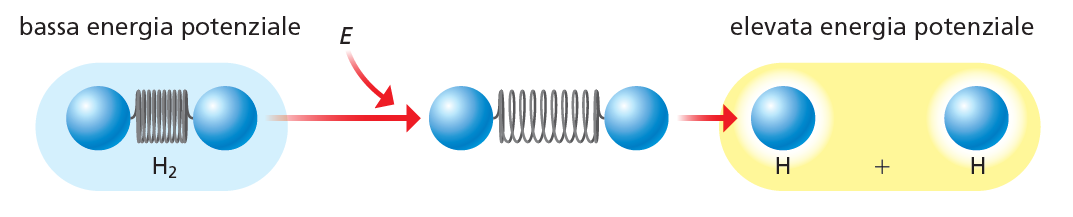 bassa energia potenziale
E
elevata energia potenziale
H₂
H + H